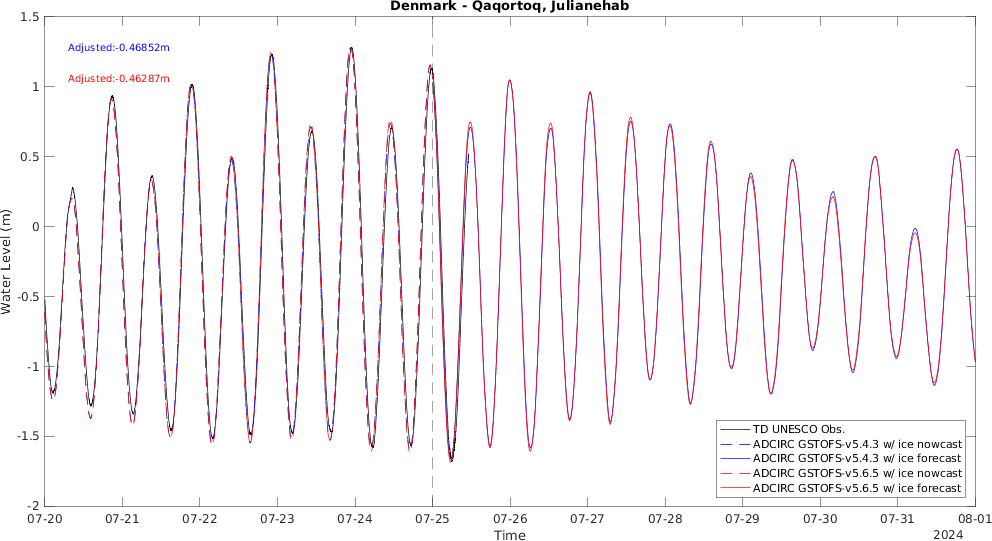 Denmark - Qaqortoq, Julianehab
Adjusted:-0.46852m
Adjusted:-0.46287m
Water Level (m)
1.5
1
0.5
0
-0.5
-1
-1.5
-2
TD UNESCO Obs.
ADCIRC GSTOFS-v5.4.3 w/ ice nowcast
ADCIRC GSTOFS-v5.4.3 w/ ice forecast
ADCIRC GSTOFS-v5.6.5 w/ ice nowcast
ADCIRC GSTOFS-v5.6.5 w/ ice forecast
07-20 07-21 07-22 07-23 07-24 07-25 07-26 07-27 07-28 07-29 07-30 07-31 08-01
Time
2024